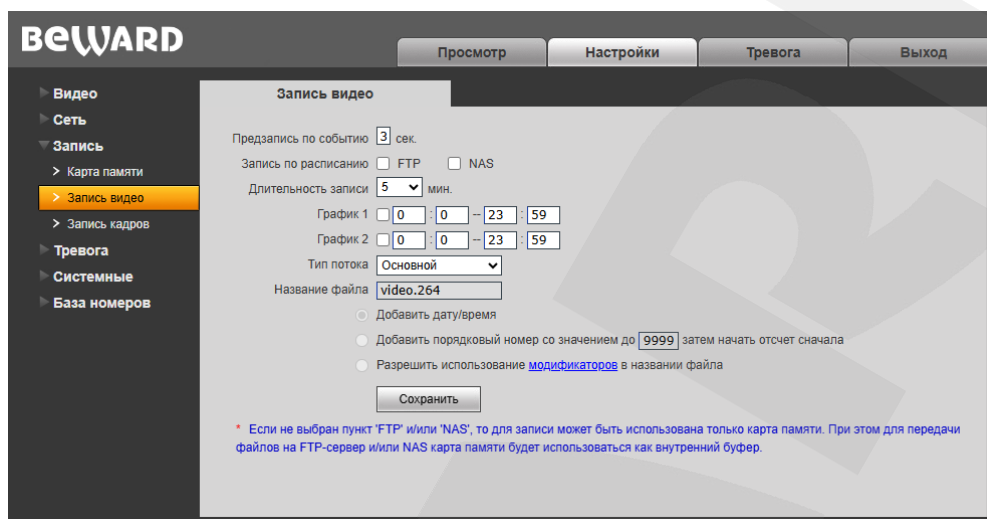 BEWARD
Просмотр Настройки Тревога Выход
Видео
Сеть
Запись
> Карта памяти
> Запись видео
> Запись кадров
Тревога
Системные
База номеров
Запись видео
Предзапись по событию 3 сек.
Запись по расписанию FTP NAS
Длительность записи 5 мин.
График 1 0 : 0 -- 23 : 59
График 2 0 : 0 -- 23 : 59
Тип потока Основной
Название файла video.264
Добавить дату/время
Добавить порядковый номер со значением до 9999 затем начать отсчет сначала
Разрешить использование модификаторов в названии файла
Сохранить
* Если не выбран пункт 'FTP' и/или 'NAS', то для записи может быть использована только карта памяти. При этом для передачи
файлов на FTP-сервер и/или NAS карта памяти будет использоваться как внутренний буфер.